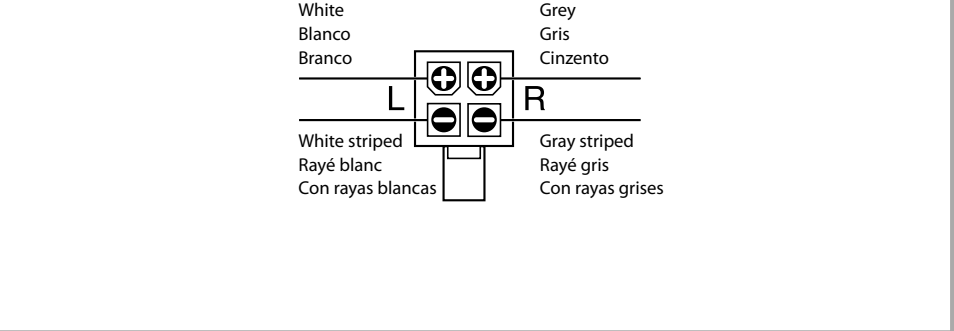 White
Blanco
Branco
Grey
Gris
Cinzento
L
R
White striped
Rayé blanc
Con rayas blancas
Gray striped
Rayé gris
Con rayas grises